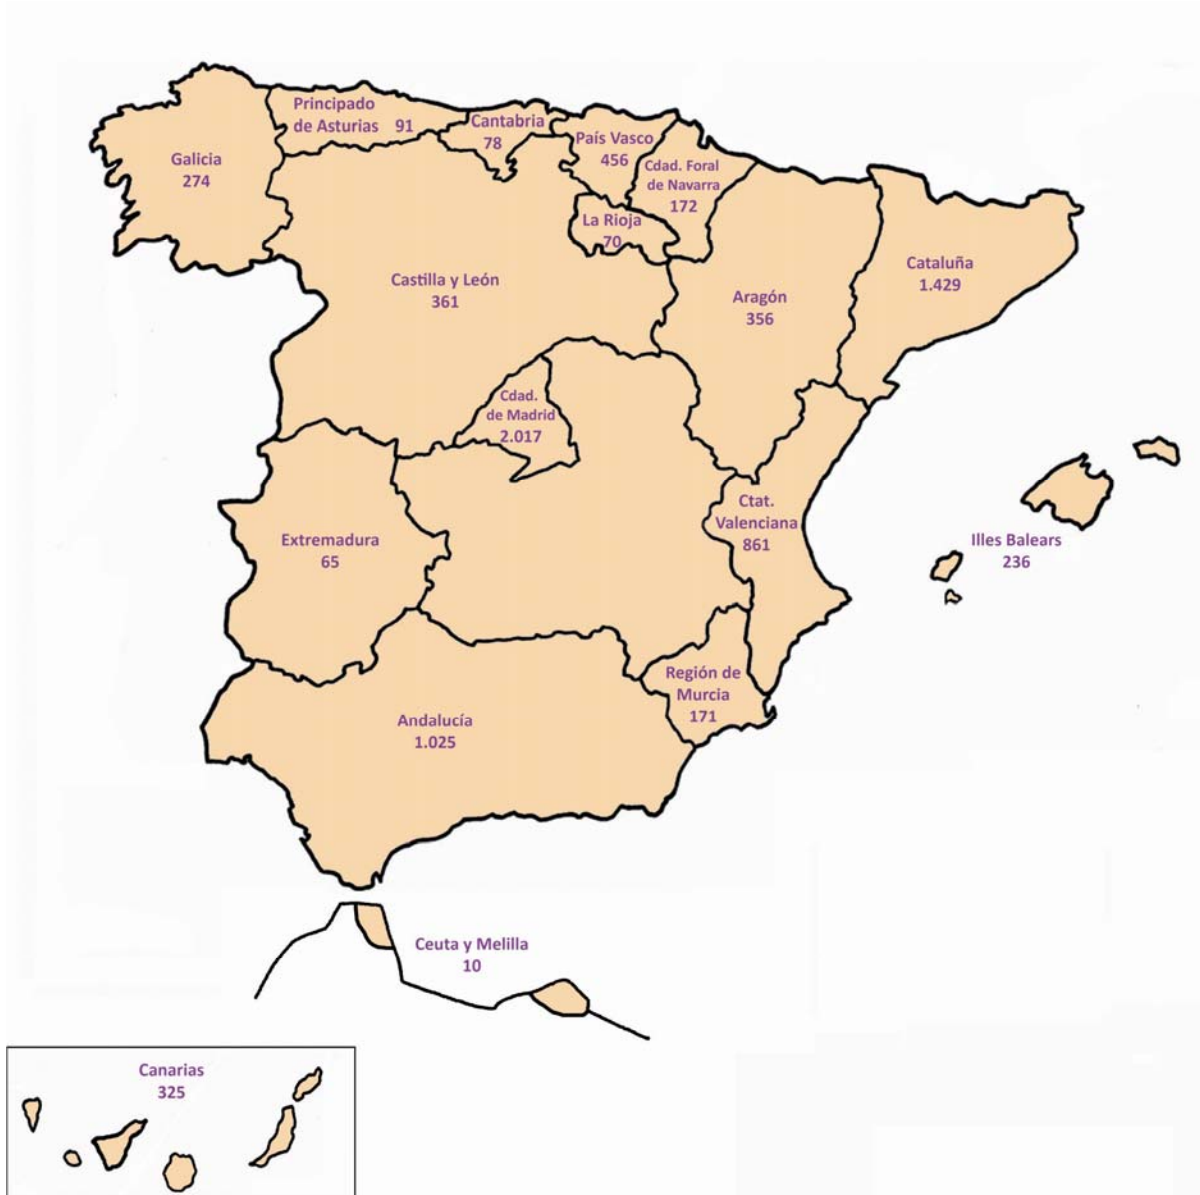 Principado
de Asturias 91
Cantabria
78
País Vasco
456
Galicia
274
Cdad. Foral
de Navarra
172
La Rioja
70
Castilla y León
361
Aragón
356
Cataluña
1.429
Cdad.
de Madrid
2.017
Ctat.
Valenciana
861
Extremadura
65
Illes Balears
236
Región de
Murcia
171
Andalucía
1.025
Ceuta y Melilla
10
Canarias
325